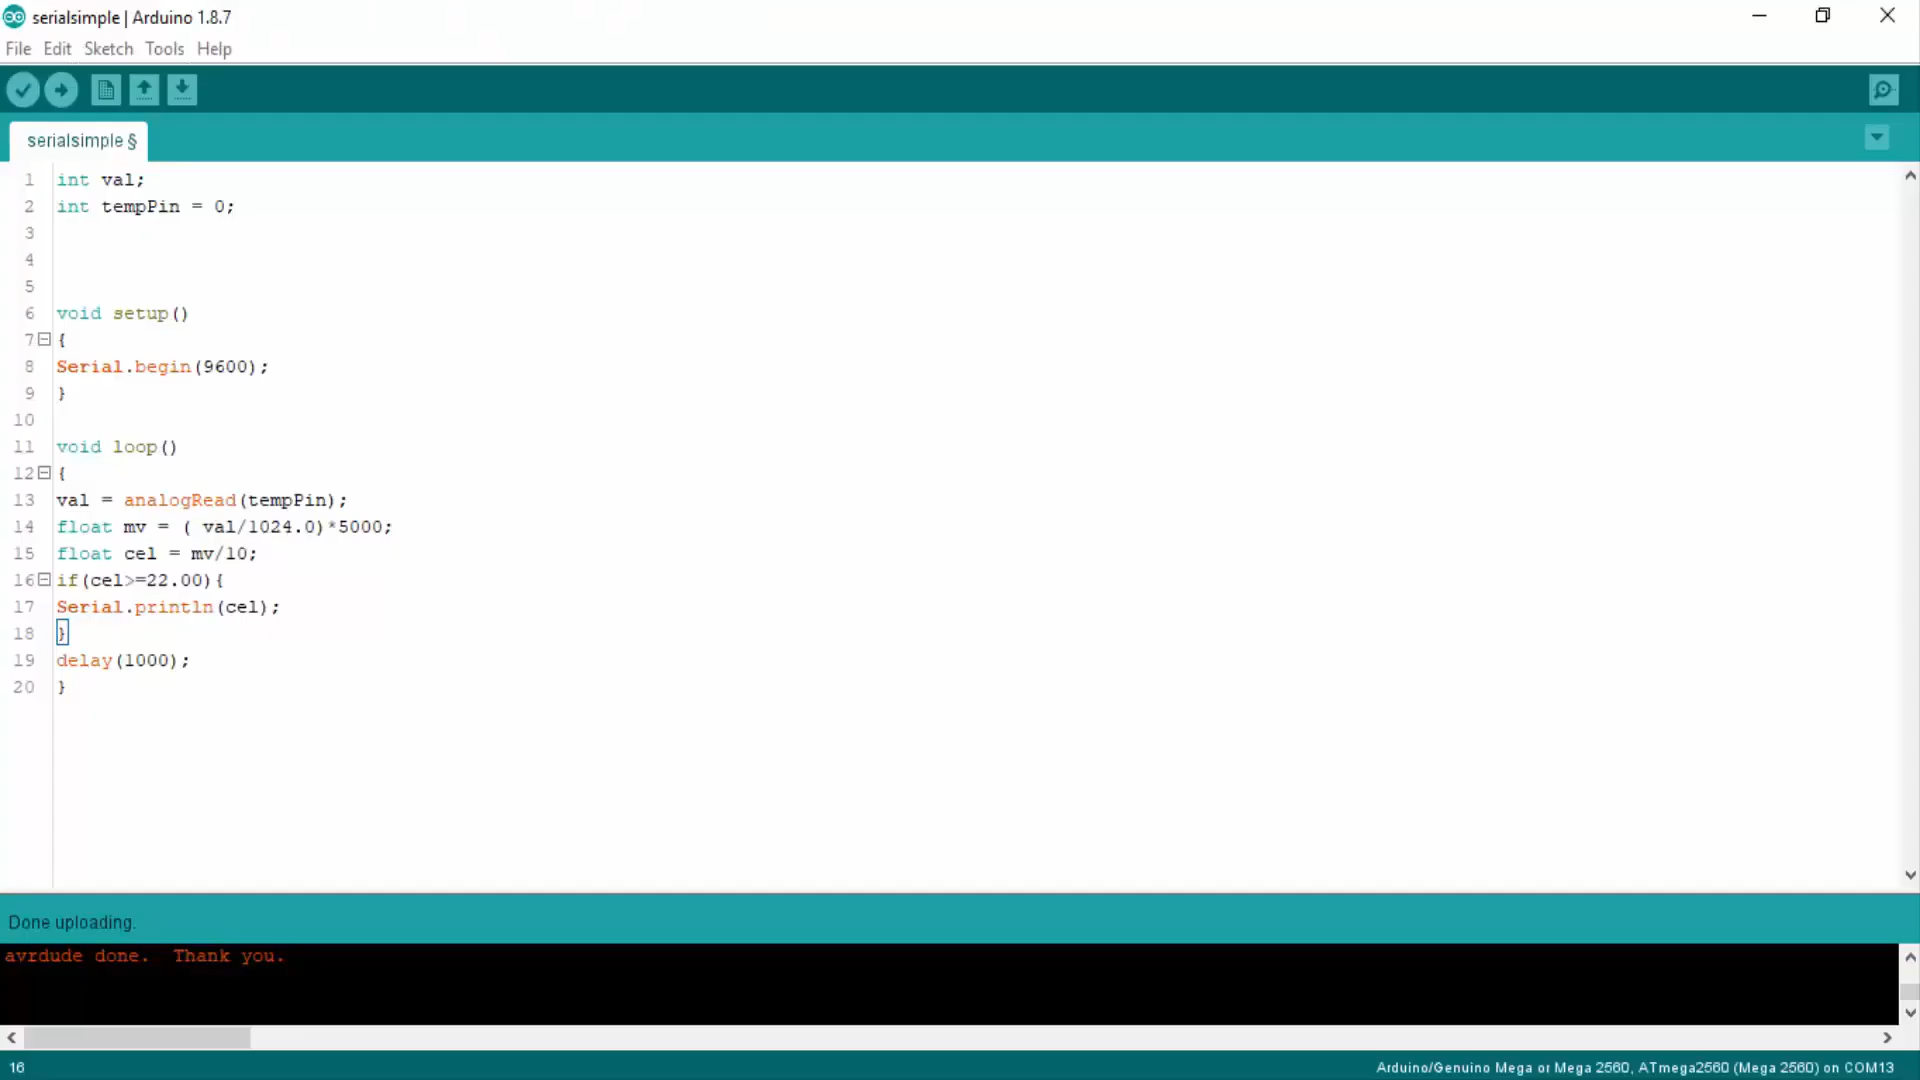 serialsimple | Arduino 1.8.7
File Edit Sketch Tools Help
serialsimple §
1 int val;
2 int tempPin = 0;
3
4
5
6 void setup()
7 {
8 Serial.begin(9600);
9 }
10
11 void loop()
12 {
13 val = analogRead(tempPin);
14 float mv = ( val/1024.0)*5000;
15 float cel = mv/10;
16 if(cel>=22.00){
17 Serial.println(cel);
18 }
19 delay(1000);
20 }
Done uploading.
avrdude done.  Thank you.
16 Arduino/Genuino Mega or Mega 2560, ATmega2560 (Mega 2560) on COM13